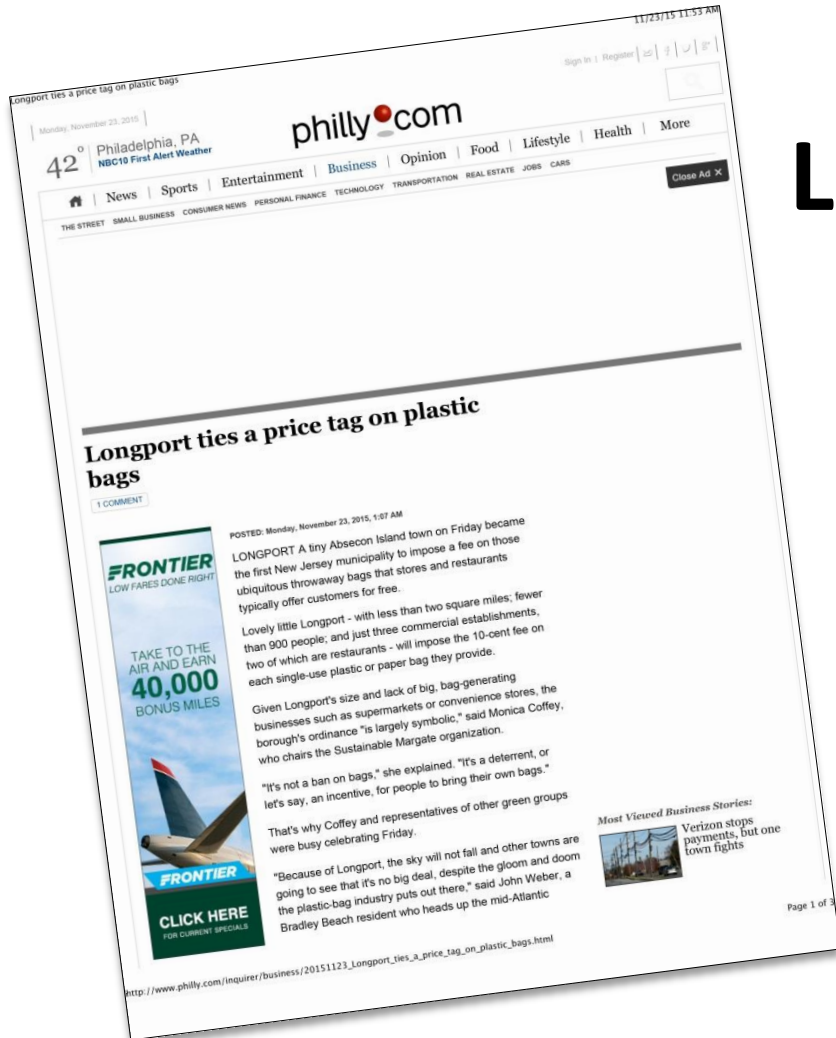 11/23/15 11:53 AM
Longport ties a price tag on plastic bags
Sign In | Register
Monday, November 23, 2015
42° Philadelphia, PA
NBC10 First Alert Weather
philly.com
News | Sports | Entertainment | Business | Opinion | Food | Lifestyle | Health | More
THE STREET SMALL BUSINESS CONSUMER NEWS PERSONAL FINANCE TECHNOLOGY TRANSPORTATION REAL ESTATE JOBS CARS
Close Ad X
L
Longport ties a price tag on plastic
bags
1 COMMENT
FRONTIER
LOW FARES DONE RIGHT
TAKE TO THE
AIR AND EARN
40,000
BONUS MILES
FRONTIER
CLICK HERE
FOR CURRENT SPECIALS
POSTED: Monday, November 23, 2015, 1:07 AM
LONGPORT A tiny Absecon Island town on Friday became
the first New Jersey municipality to impose a fee on those
ubiquitous throwaway bags that stores and restaurants
typically offer customers for free.
Lovely little Longport - with less than two square miles; fewer
than 900 people; and just three commercial establishments,
two of which are restaurants - will impose the 10-cent fee on
each single-use plastic or paper bag they provide.
Given Longport's size and lack of big, bag-generating
businesses such as supermarkets or convenience stores, the
borough's ordinance "is largely symbolic," said Monica Coffey,
who chairs the Sustainable Margate organization.
"It's not a ban on bags," she explained. "It's a deterrent, or
let's say, an incentive, for people to bring their own bags."
That's why Coffey and representatives of other green groups
were busy celebrating Friday.
"Because of Longport, the sky will not fall and other towns are
going to see that it's no big deal, despite the gloom and doom
the plastic-bag industry puts out there," said John Weber, a
Bradley Beach resident who heads up the mid-Atlantic
Most Viewed Business Stories:
Verizon stops
payments, but one
town fights
Page 1 of 3
http://www.philly.com/inquirer/business/20151123_Longport_ties_a_price_tag_on_plastic_bags.html